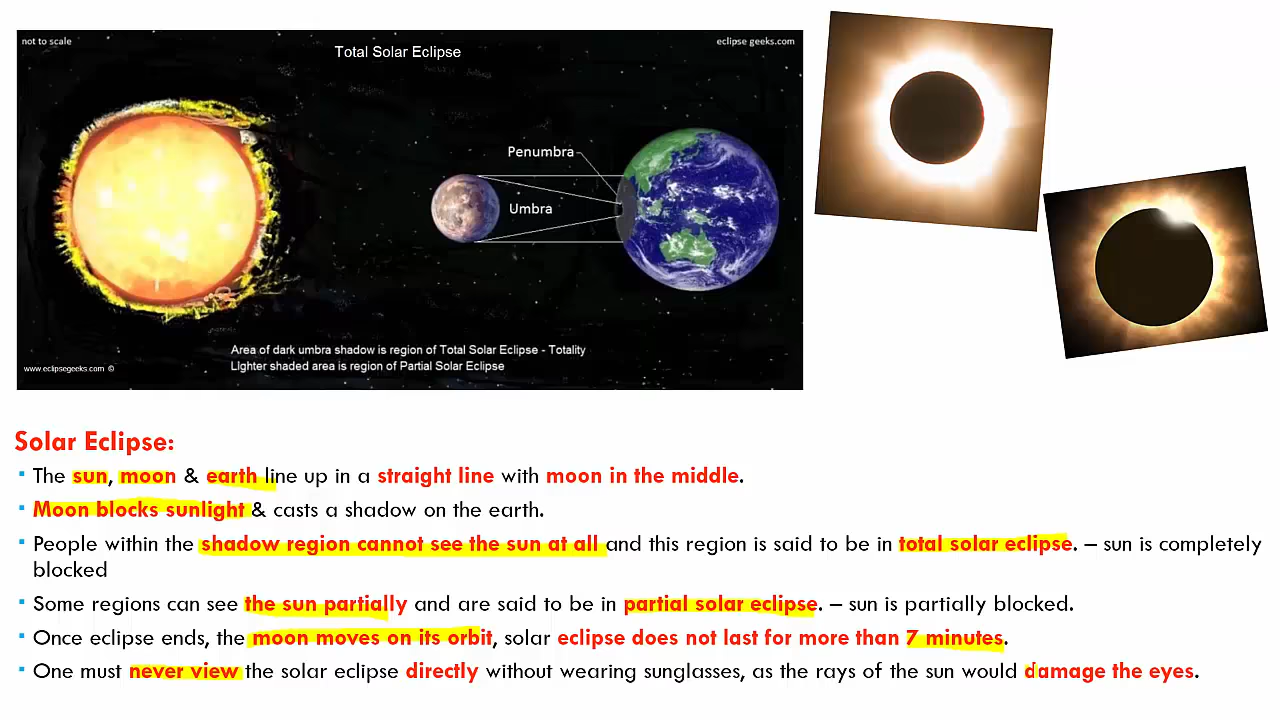 not to scale
Total Solar Eclipse
eclipse geeks.com
Penumbra
Umbra
Area of dark umbra shadow is region of Total Solar Eclipse - Totality
LIghter shaded area is region of Partial Solar Eclipse
www.eclipsegeeks.com ©
Solar Eclipse:
▪ The sun, moon & earth line up in a straight line with moon in the middle.
▪ Moon blocks sunlight & casts a shadow on the earth.
▪ People within the shadow region cannot see the sun at all and this region is said to be in total solar eclipse. – sun is completely
blocked
▪ Some regions can see the sun partially and are said to be in partial solar eclipse. – sun is partially blocked.
▪ Once eclipse ends, the moon moves on its orbit, solar eclipse does not last for more than 7 minutes.
▪ One must never view the solar eclipse directly without wearing sunglasses, as the rays of the sun would damage the eyes.